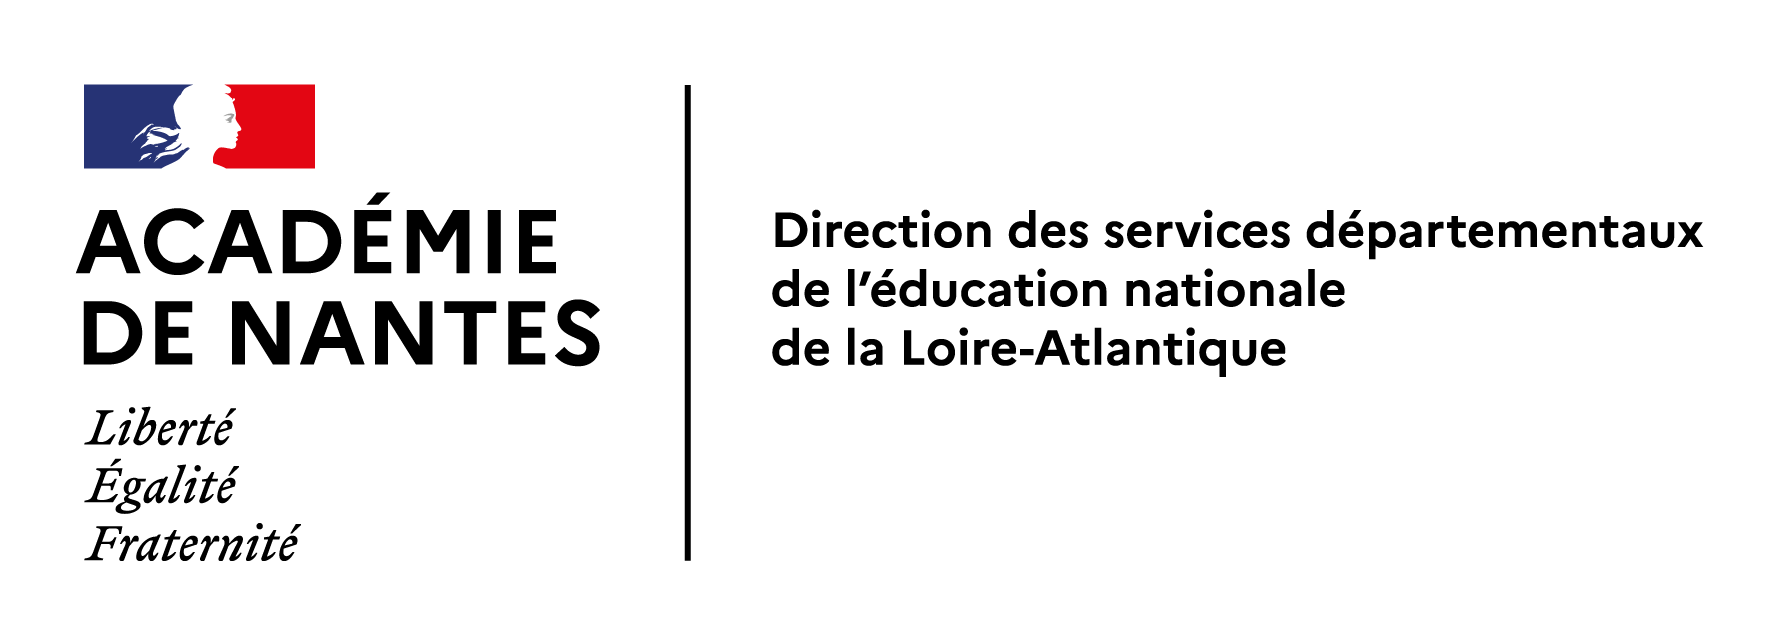 ACADÉMIE
DE NANTES
Liberté
Égalité
Fraternité
Direction des services départementaux
de l’éducation nationale
de la Loire-Atlantique